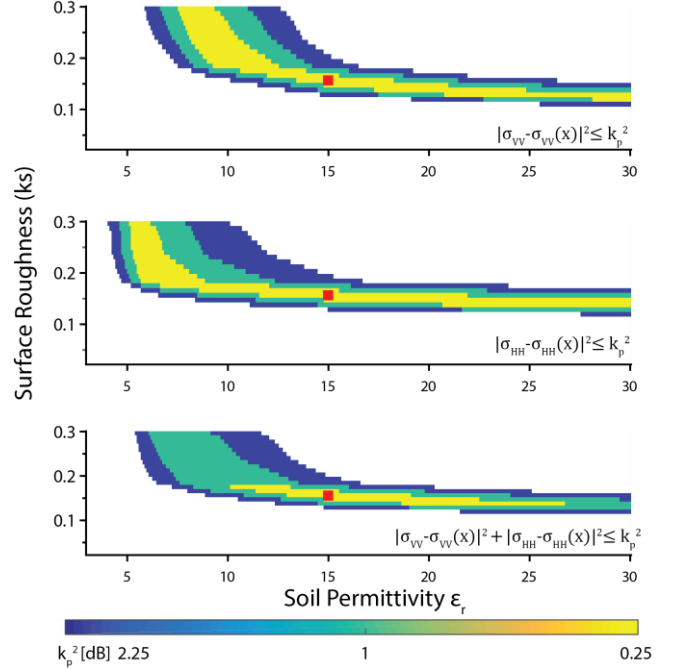 Surface Roughness (ks)
0.3
0.2
0.1
|σVV-σVV(x)|²≤ kp²
5 10 15 20 25 30
0.3
0.2
0.1
|σHH-σHH(x)|²≤ kp²
5 10 15 20 25 30
0.3
0.2
0.1
|σVV-σVV(x)|²+|σHH-σHH(x)|²≤ kp²
5 10 15 20 25 30
Soil Permittivity εr
kp² [dB] 2.25 1 0.25